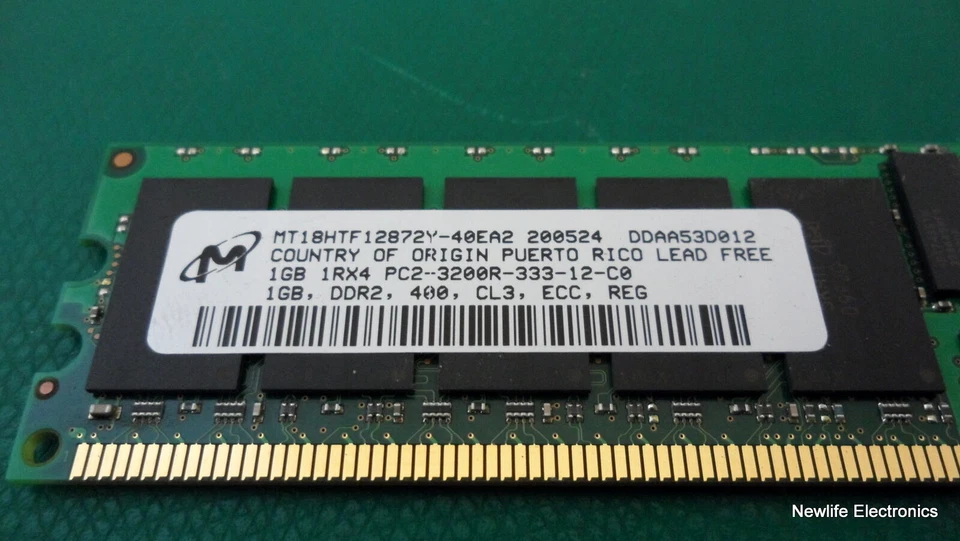 MT18HTF12872Y-40EA2 200524 DDAA53D012
COUNTRY OF ORIGIN PUERTO RICO LEAD FREE
1GB 1RX4 PC2-3200R-333-12-C0
1GB, DDR2, 400, CL3, ECC, REG
Newlife Electronics